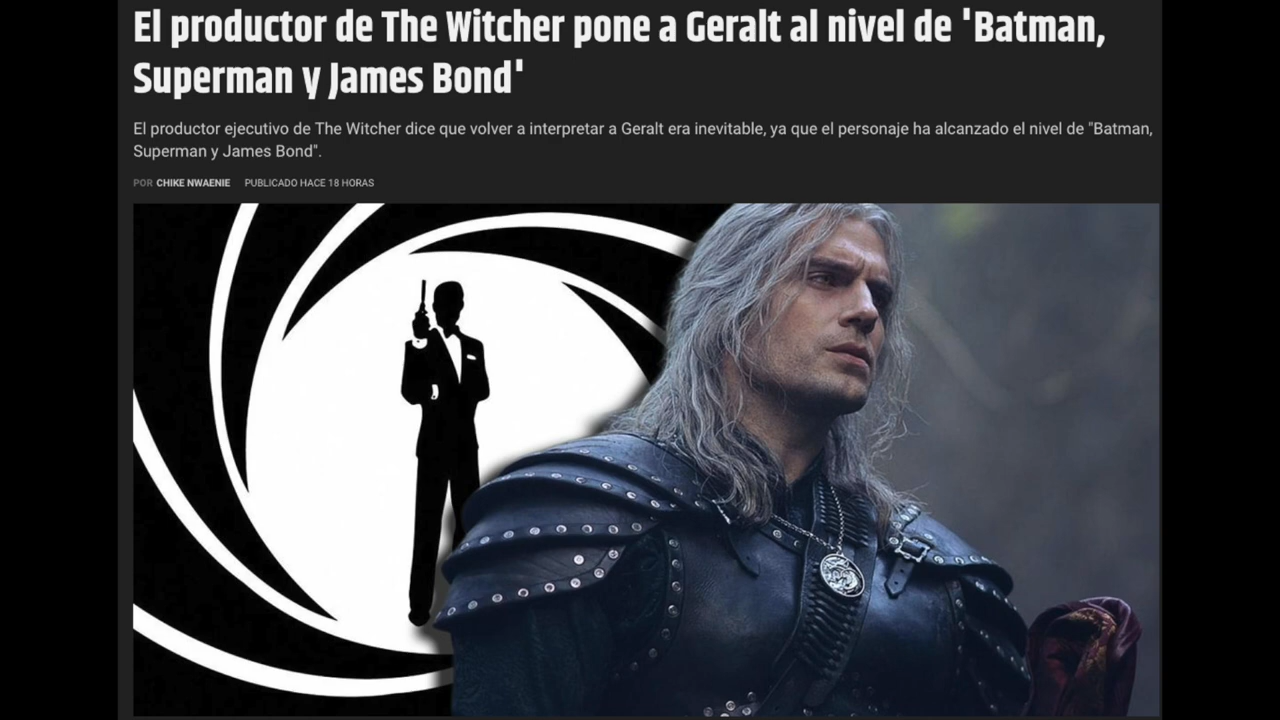 El productor de The Witcher pone a Geralt al nivel de 'Batman,
Superman y James Bond'
El productor ejecutivo de The Witcher dice que volver a interpretar a Geralt era inevitable, ya que el personaje ha alcanzado el nivel de "Batman,
Superman y James Bond".
POR CHIKE NWAENIE PUBLICADO HACE 18 HORAS